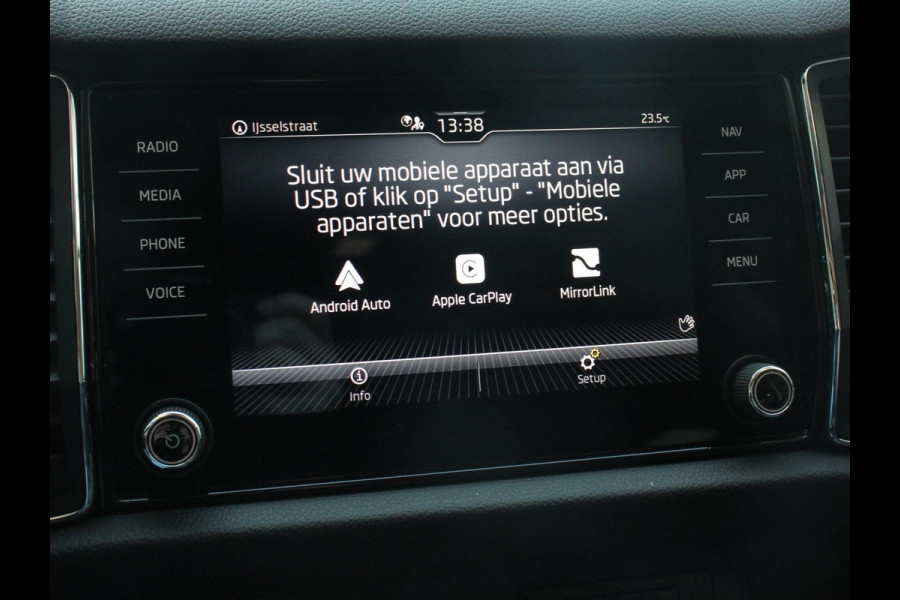 IJsselstraat 13:38 23.5°C
RADIO
MEDIA
PHONE
VOICE
Sluit uw mobiele apparaat aan via
USB of klik op "Setup" - "Mobiele
apparaten" voor meer opties.
Android Auto Apple CarPlay MirrorLink
Info Setup
NAV
APP
CAR
MENU